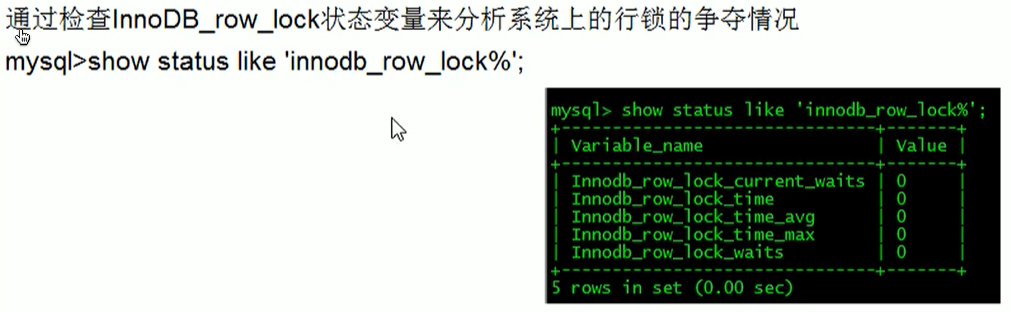 通过检查InnoDB_row_lock状态变量来分析系统上的行锁的争夺情况
mysql>show status like 'innodb_row_lock%';
mysql> show status like 'innodb_row_lock%';
+-------------------------------+-------+
| Variable_name | Value |
+-------------------------------+-------+
| Innodb_row_lock_current_waits | 0 |
| Innodb_row_lock_time | 0 |
| Innodb_row_lock_time_avg | 0 |
| Innodb_row_lock_time_max | 0 |
| Innodb_row_lock_waits | 0 |
+-------------------------------+-------+
5 rows in set (0.00 sec)